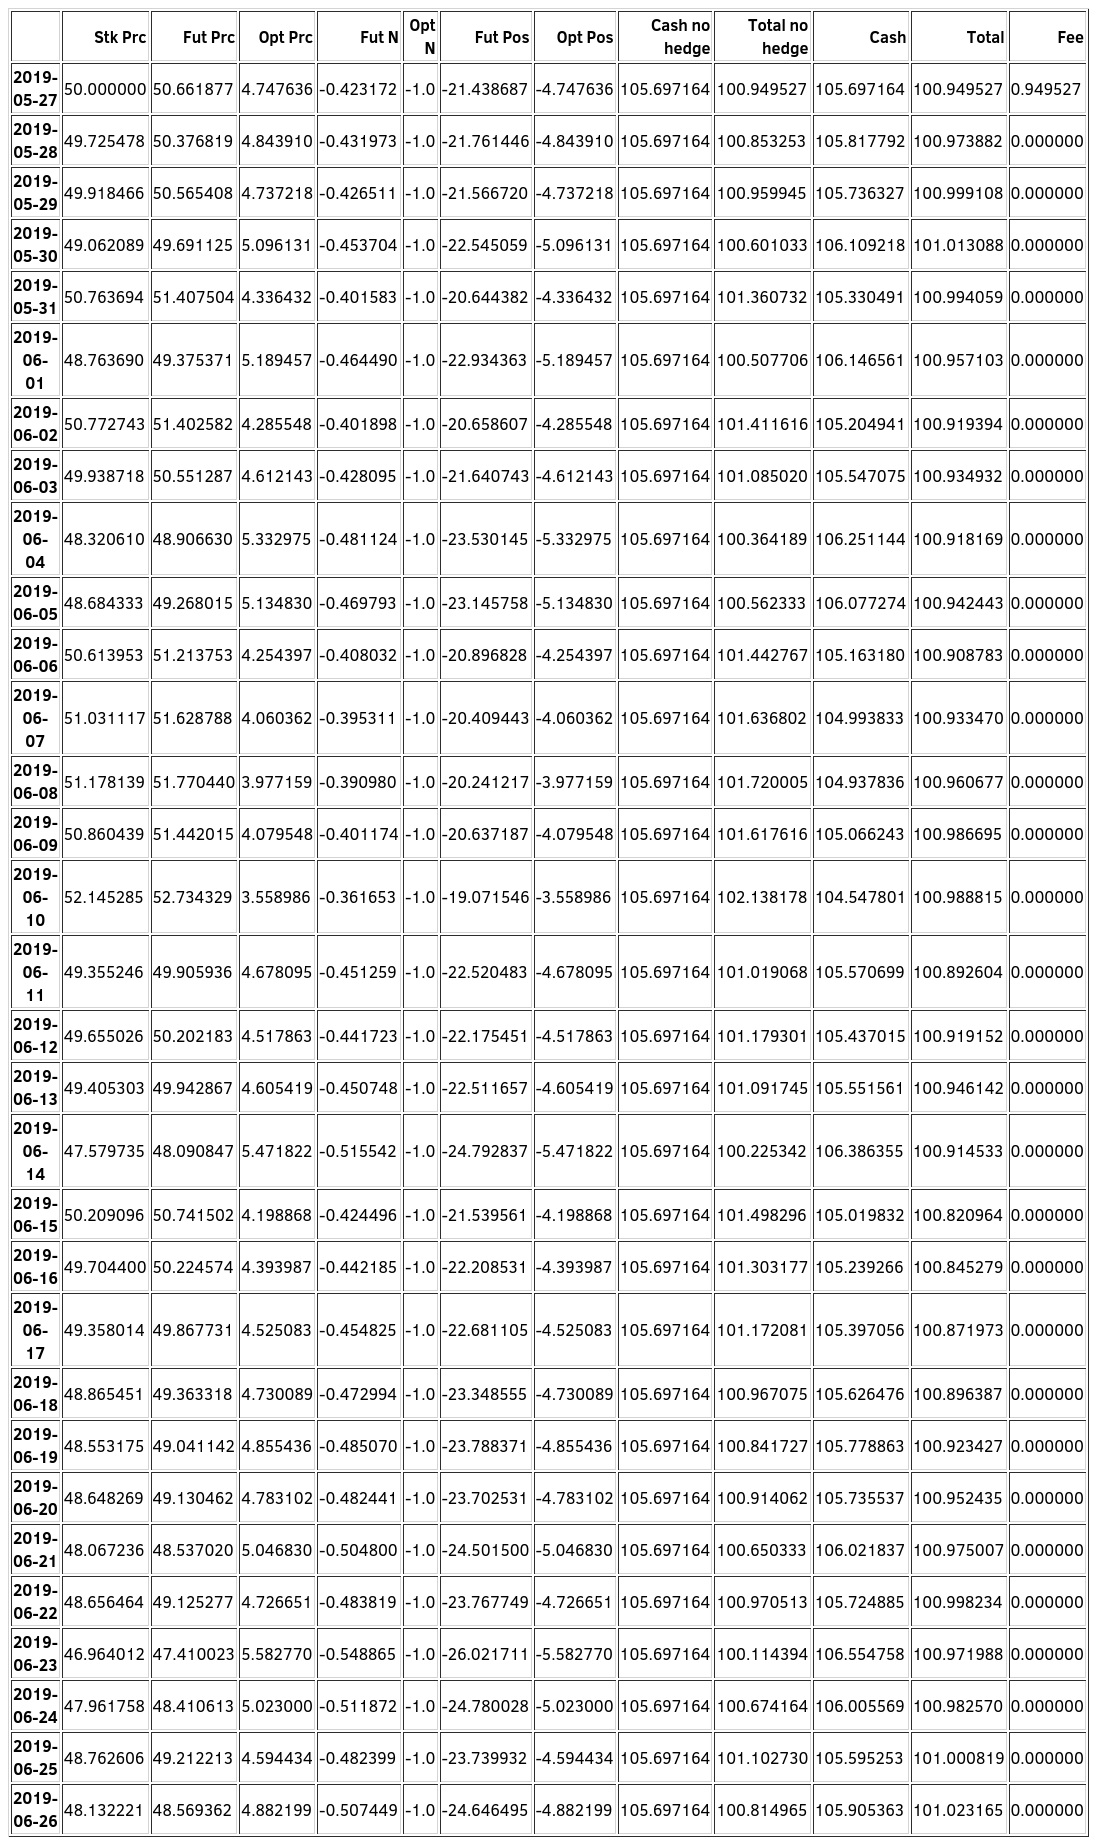 Stk Prc Fut Prc Opt Prc Fut N Opt N Fut Pos Opt Pos Cash no hedge Total no hedge Cash Total Fee
2019-05-27 50.000000 50.661877 4.747636 -0.423172 -1.0 -21.438687 -4.747636 105.697164 100.949527 105.697164 100.949527 0.949527
2019-05-28 49.725478 50.376819 4.843910 -0.431973 -1.0 -21.761446 -4.843910 105.697164 100.853253 105.817792 100.973882 0.000000
2019-05-29 49.918466 50.565408 4.737218 -0.426511 -1.0 -21.566720 -4.737218 105.697164 100.959945 105.736327 100.999108 0.000000
2019-05-30 49.062089 49.691125 5.096131 -0.453704 -1.0 -22.545059 -5.096131 105.697164 100.601033 106.109218 101.013088 0.000000
2019-05-31 50.763694 51.407504 4.336432 -0.401583 -1.0 -20.644382 -4.336432 105.697164 101.360732 105.330491 100.994059 0.000000
2019-06-01 48.763690 49.375371 5.189457 -0.464490 -1.0 -22.934363 -5.189457 105.697164 100.507706 106.146561 100.957103 0.000000
2019-06-02 50.772743 51.402582 4.285548 -0.401898 -1.0 -20.658607 -4.285548 105.697164 101.411616 105.204941 100.919394 0.000000
2019-06-03 49.938718 50.551287 4.612143 -0.428095 -1.0 -21.640743 -4.612143 105.697164 101.085020 105.547075 100.934932 0.000000
2019-06-04 48.320610 48.906630 5.332975 -0.481124 -1.0 -23.530145 -5.332975 105.697164 100.364189 106.251144 100.918169 0.000000
2019-06-05 48.684333 49.268015 5.134830 -0.469793 -1.0 -23.145758 -5.134830 105.697164 100.562333 106.077274 100.942443 0.000000
2019-06-06 50.613953 51.213753 4.254397 -0.408032 -1.0 -20.896828 -4.254397 105.697164 101.442767 105.163180 100.908783 0.000000
2019-06-07 51.031117 51.628788 4.060362 -0.395311 -1.0 -20.409443 -4.060362 105.697164 101.636802 104.993833 100.933470 0.000000
2019-06-08 51.178139 51.770440 3.977159 -0.390980 -1.0 -20.241217 -3.977159 105.697164 101.720005 104.937836 100.960677 0.000000
2019-06-09 50.860439 51.442015 4.079548 -0.401174 -1.0 -20.637187 -4.079548 105.697164 101.617616 105.066243 100.986695 0.000000
2019-06-10 52.145285 52.734329 3.558986 -0.361653 -1.0 -19.071546 -3.558986 105.697164 102.138178 104.547801 100.988815 0.000000
2019-06-11 49.355246 49.905936 4.678095 -0.451259 -1.0 -22.520483 -4.678095 105.697164 101.019068 105.570699 100.892604 0.000000
2019-06-12 49.655026 50.202183 4.517863 -0.441723 -1.0 -22.175451 -4.517863 105.697164 101.179301 105.437015 100.919152 0.000000
2019-06-13 49.405303 49.942867 4.605419 -0.450748 -1.0 -22.511657 -4.605419 105.697164 101.091745 105.551561 100.946142 0.000000
2019-06-14 47.579735 48.090847 5.471822 -0.515542 -1.0 -24.792837 -5.471822 105.697164 100.225342 106.386355 100.914533 0.000000
2019-06-15 50.209096 50.741502 4.198868 -0.424496 -1.0 -21.539561 -4.198868 105.697164 101.498296 105.019832 100.820964 0.000000
2019-06-16 49.704400 50.224574 4.393987 -0.442185 -1.0 -22.208531 -4.393987 105.697164 101.303177 105.239266 100.845279 0.000000
2019-06-17 49.358014 49.867731 4.525083 -0.454825 -1.0 -22.681105 -4.525083 105.697164 101.172081 105.397056 100.871973 0.000000
2019-06-18 48.865451 49.363318 4.730089 -0.472994 -1.0 -23.348555 -4.730089 105.697164 100.967075 105.626476 100.896387 0.000000
2019-06-19 48.553175 49.041142 4.855436 -0.485070 -1.0 -23.788371 -4.855436 105.697164 100.841727 105.778863 100.923427 0.000000
2019-06-20 48.648269 49.130462 4.783102 -0.482441 -1.0 -23.702531 -4.783102 105.697164 100.914062 105.735537 100.952435 0.000000
2019-06-21 48.067236 48.537020 5.046830 -0.504800 -1.0 -24.501500 -5.046830 105.697164 100.650333 106.021837 100.975007 0.000000
2019-06-22 48.656464 49.125277 4.726651 -0.483819 -1.0 -23.767749 -4.726651 105.697164 100.970513 105.724885 100.998234 0.000000
2019-06-23 46.964012 47.410023 5.582770 -0.548865 -1.0 -26.021711 -5.582770 105.697164 100.114394 106.554758 100.971988 0.000000
2019-06-24 47.961758 48.410613 5.023000 -0.511872 -1.0 -24.780028 -5.023000 105.697164 100.674164 106.005569 100.982570 0.000000
2019-06-25 48.762606 49.212213 4.594434 -0.482399 -1.0 -23.739932 -4.594434 105.697164 101.102730 105.595253 101.000819 0.000000
2019-06-26 48.132221 48.569362 4.882199 -0.507449 -1.0 -24.646495 -4.882199 105.697164 100.814965 105.905363 101.023165 0.000000